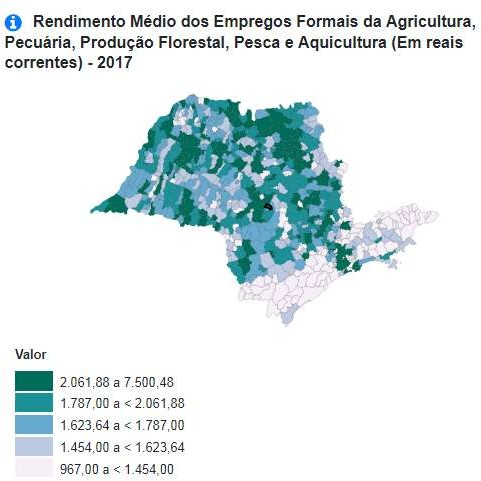 i Rendimento Médio dos Empregos Formais da Agricultura,
Pecuária, Produção Florestal, Pesca e Aquicultura (Em reais
correntes) - 2017
Valor
2.061,88 a 7.500,48
1.787,00 a < 2.061,88
1.623,64 a < 1.787,00
1.454,00 a < 1.623,64
967,00 a < 1.454,00